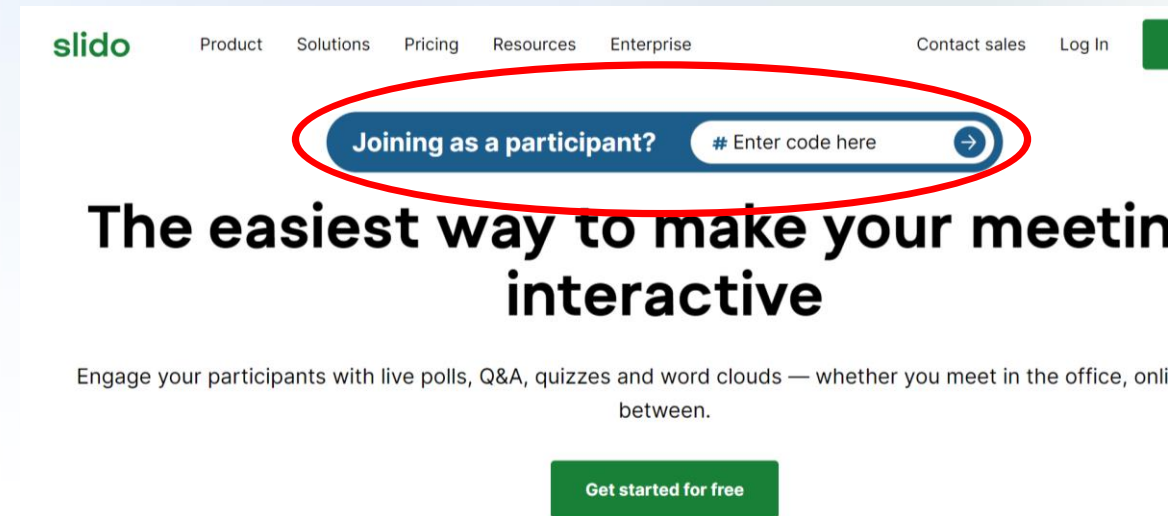 slido Product Solutions Pricing Resources Enterprise Contact sales Log In
Joining as a participant? # Enter code here
The easiest way to make your meetin
interactive
Engage your participants with live polls, Q&A, quizzes and word clouds — whether you meet in the office, onli
between.
Get started for free